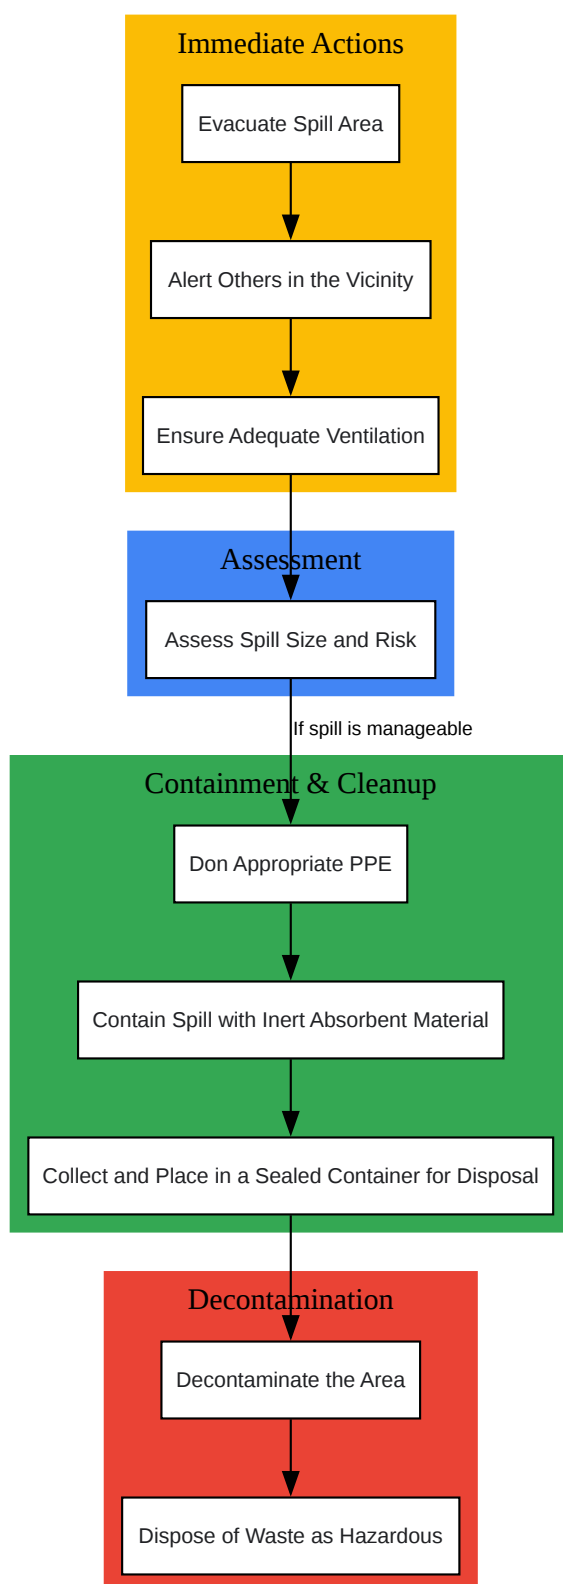 Immediate Actions
Evacuate Spill Area
Alert Others in the Vicinity
Ensure Adequate Ventilation
Assessment
Assess Spill Size and Risk
If spill is manageable
Containment & Cleanup
Don Appropriate PPE
Contain Spill with Inert Absorbent Material
Collect and Place in a Sealed Container for Disposal
Decontamination
Decontaminate the Area
Dispose of Waste as Hazardous